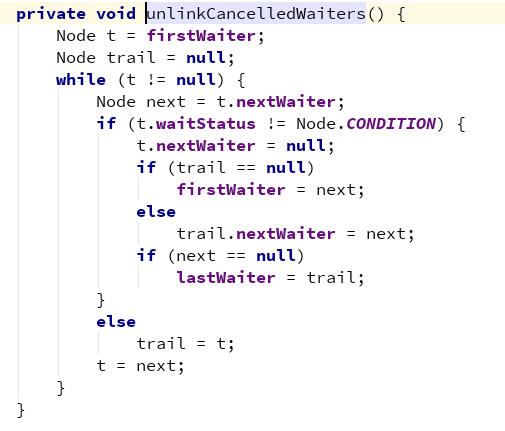 private void unlinkCancelledWaiters() {
    Node t = firstWaiter;
    Node trail = null;
    while (t != null) {
        Node next = t.nextWaiter;
        if (t.waitStatus != Node.CONDITION) {
            t.nextWaiter = null;
            if (trail == null)
                firstWaiter = next;
            else
                trail.nextWaiter = next;
            if (next == null)
                lastWaiter = trail;
        }
        else
            trail = t;
        t = next;
    }
}